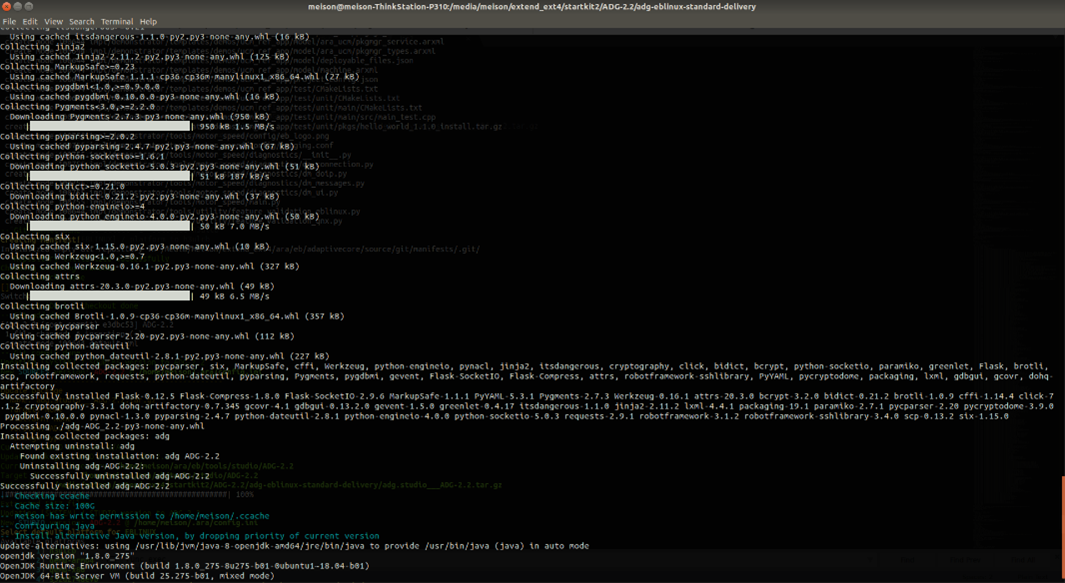 meison@meison-ThinkStation-P310:/media/meison/extend_ext4/startkit2/ADG-2.2/adg-eblinux-standard-delivery
File Edit View Search Terminal Help
Using cached itsdangerous-1.1.0-py2.py3-none-any.whl (16 kB)
Collecting jinja2
Using cached Jinja2-2.11.2-py2.py3-none-any.whl (125 kB)
Collecting MarkupSafe>=0.23
Using cached MarkupSafe-1.1.1-cp36-cp36m-manylinux1_x86_64.whl (27 kB)
Collecting pygdbmi<1.0,>=0.9.0.0
Using cached pygdbmi-0.10.0.0-py3-none-any.whl (16 kB)
Collecting Pygments<3.0,>=2.2.0
Downloading Pygments-2.7.3-py3-none-any.whl (950 kB)
| 950 kB 1.5 MB/s
Collecting pyparsing>=2.0.2
Using cached pyparsing-2.4.7-py2.py3-none-any.whl (67 kB)
Collecting python-socketio>=1.6.1
Downloading python_socketio-5.0.3-py2.py3-none-any.whl (51 kB)
| 51 kB 187 kB/s
Collecting bidict>=0.21.0
Downloading bidict-0.21.2-py2.py3-none-any.whl (37 kB)
Collecting python-engineio>=4
Downloading python_engineio-4.0.0-py2.py3-none-any.whl (50 kB)
| 50 kB 7.0 MB/s
Collecting six
Using cached six-1.15.0-py2.py3-none-any.whl (10 kB)
Collecting Werkzeug<1.0,>=0.7
Using cached Werkzeug-0.16.1-py2.py3-none-any.whl (327 kB)
Collecting attrs
Downloading attrs-20.3.0-py2.py3-none-any.whl (49 kB)
| 49 kB 6.5 MB/s
Collecting brotli
Using cached Brotli-1.0.9-cp36-cp36m-manylinux1_x86_64.whl (357 kB)
Collecting pycparser
Using cached pycparser-2.20-py2.py3-none-any.whl (112 kB)
Collecting python-dateutil
Using cached python_dateutil-2.8.1-py2.py3-none-any.whl (227 kB)
Installing collected packages: pycparser, six, MarkupSafe, cffi, Werkzeug, python-engineio, pynacl, jinja2, itsdangerous, cryptography, click, bidict, bcrypt, python-socketio, paramiko, greenlet, Flask, brotli,
scp, robotframework, requests, python-dateutil, pyparsing, Pygments, pygdbmi, gevent, Flask-SocketIO, Flask-Compress, attrs, robotframework-sshlibrary, PyYAML, pycryptodome, packaging, lxml, gdbgui, gcovr, dohq-
artifactory
Successfully installed Flask-0.12.5 Flask-Compress-1.8.0 Flask-SocketIO-2.9.6 MarkupSafe-1.1.1 PyYAML-5.3.1 Pygments-2.7.3 Werkzeug-0.16.1 attrs-20.3.0 bcrypt-3.2.0 bidict-0.21.2 brotli-1.0.9 cffi-1.14.4 click-7
.1.2 cryptography-3.3.1 dohq-artifactory-0.7.345 gcovr-4.1 gdbgui-0.13.2.0 gevent-1.5.0 greenlet-0.4.17 itsdangerous-1.1.0 jinja2-2.11.2 lxml-4.4.1 packaging-19.1 paramiko-2.7.1 pycparser-2.20 pycryptodome-3.9.0
pygdbmi-0.10.0.0 pynacl-1.3.0 pyparsing-2.4.7 python-dateutil-2.8.1 python-engineio-4.0.0 python-socketio-5.0.3 requests-2.9.1 robotframework-3.1.2 robotframework-sshlibrary-3.4.0 scp-0.13.2 six-1.15.0
Processing ./adg-ADG_2.2-py3-none-any.whl
Installing collected packages: adg
Attempting uninstall: adg
Found existing installation: adg ADG-2.2
Uninstalling adg-ADG-2.2:
Successfully uninstalled adg-ADG-2.2
Successfully installed adg-ADG-2.2
Checking ccache
Cache size: 100G
meison has write permission to /home/meison/.ccache
Configuring java
Install alternative Java version, by dropping priority of current version
update-alternatives: using /usr/lib/jvm/java-8-openjdk-amd64/jre/bin/java to provide /usr/bin/java (java) in auto mode
openjdk version "1.8.0_275"
OpenJDK Runtime Environment (build 1.8.0_275-8u275-b01-0ubuntu1~18.04-b01)
OpenJDK 64-Bit Server VM (build 25.275-b01, mixed mode)